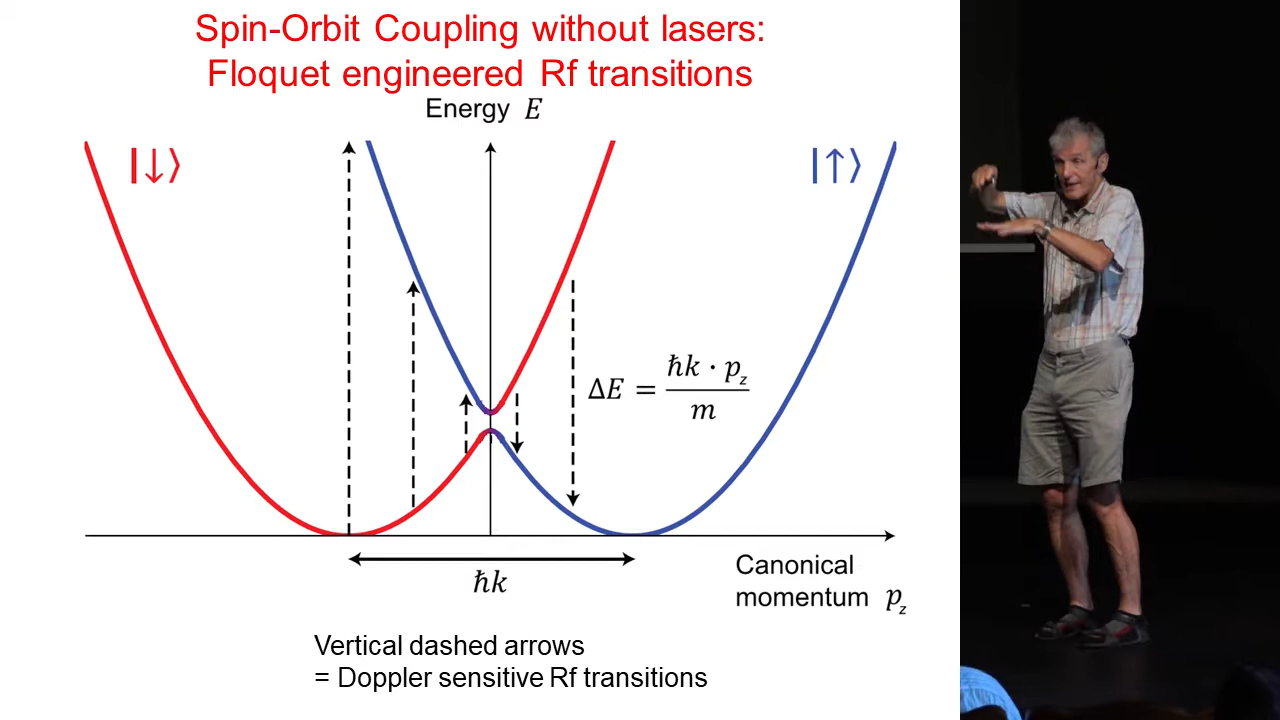 Spin-Orbit Coupling without lasers:
Floquet engineered Rf transitions
Energy E
|↓⟩
|↑⟩
ΔE = ħk · p_z / m
ħk
Canonical
momentum p_z
Vertical dashed arrows
= Doppler sensitive Rf transitions